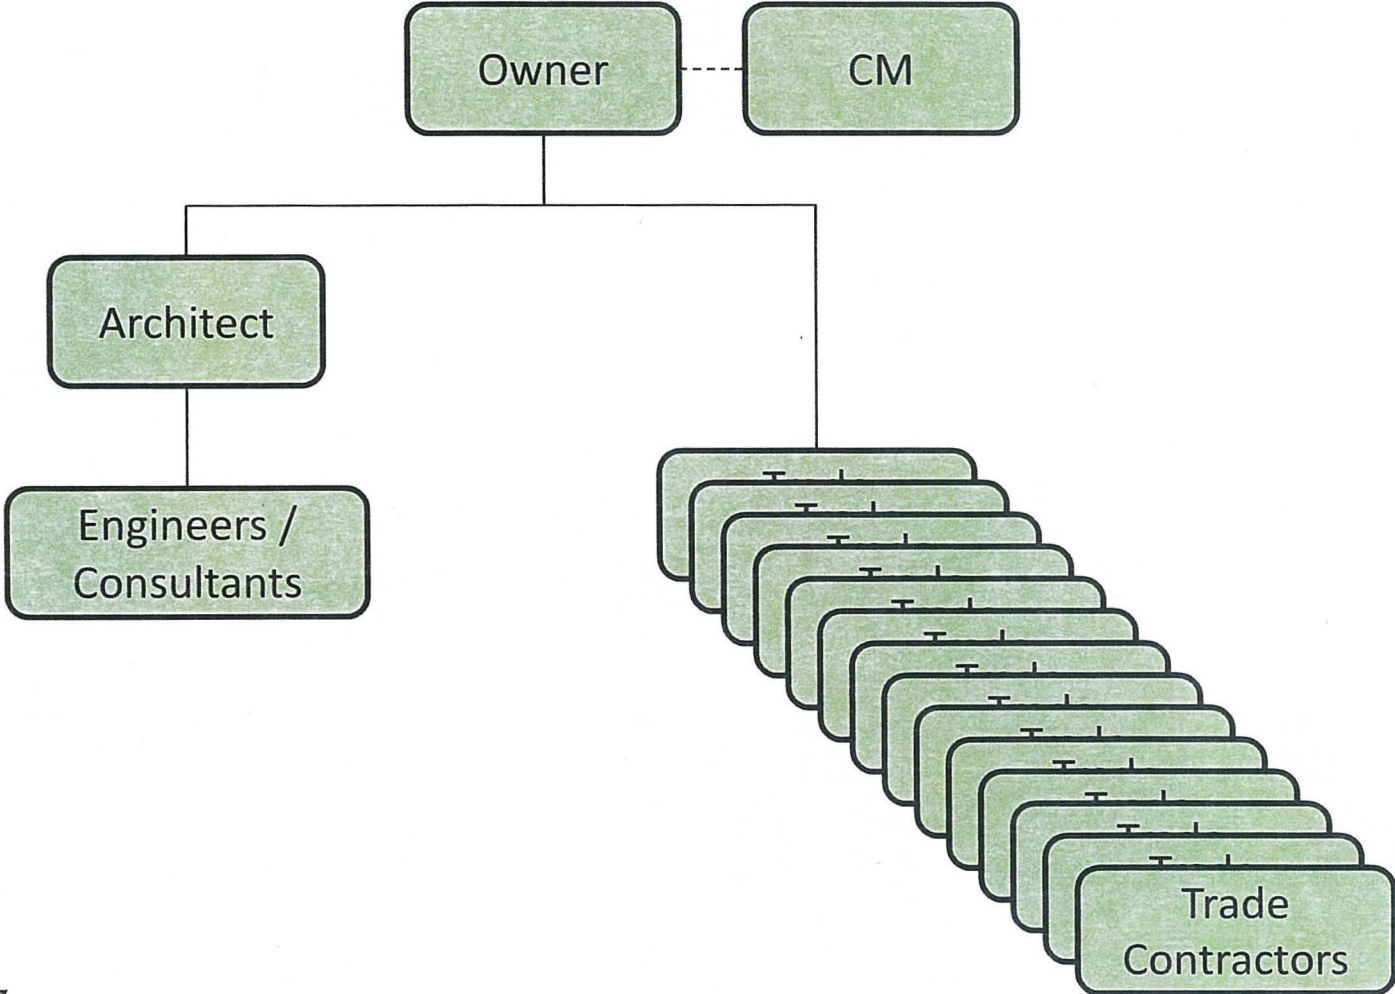 Owner
CM
Architect
Engineers /
Consultants
Trade
Contractors